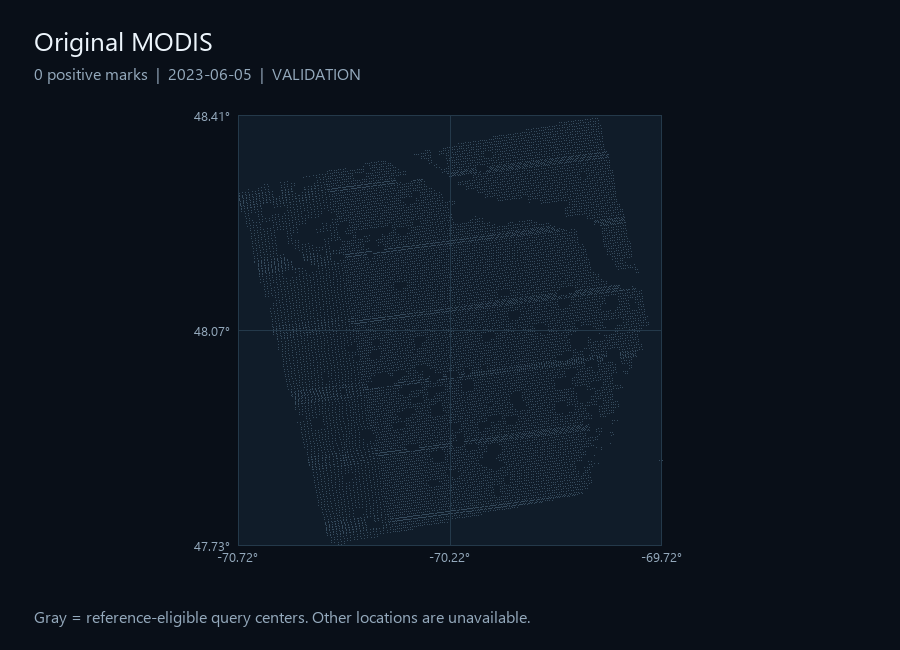 Original MODIS
0 positive marks | 2023-06-05 | VALIDATION
48.41°
48.07°
47.73°
-70.72°
-70.22°
-69.72°
Gray = reference-eligible query centers. Other locations are unavailable.